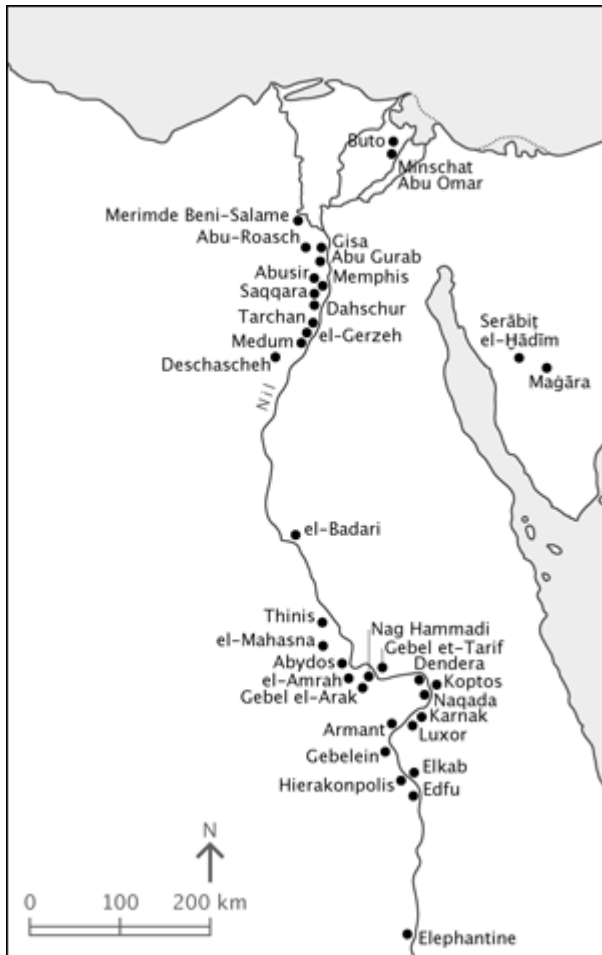 Buto
Minschat
Abu Omar
Merimde Beni-Salame
Abu-Roasch
Gisa
Abu Gurab
Abusir
Memphis
Saqqara
Dahschur
Tarchan
el-Gerzeh
Medum
Deschascheh
Serābiṭ
el-Ḫādīm
Maġāra
Nil
el-Badari
Thinis
Nag Hammadi
el-Mahasna
Gebel et-Tarif
Abydos
Dendera
el-Amrah
Koptos
Gebel el-Arak
Naqada
Karnak
Armant
Luxor
Gebelein
Elkab
Hierakonpolis
Edfu
N
0 100 200 km
Elephantine